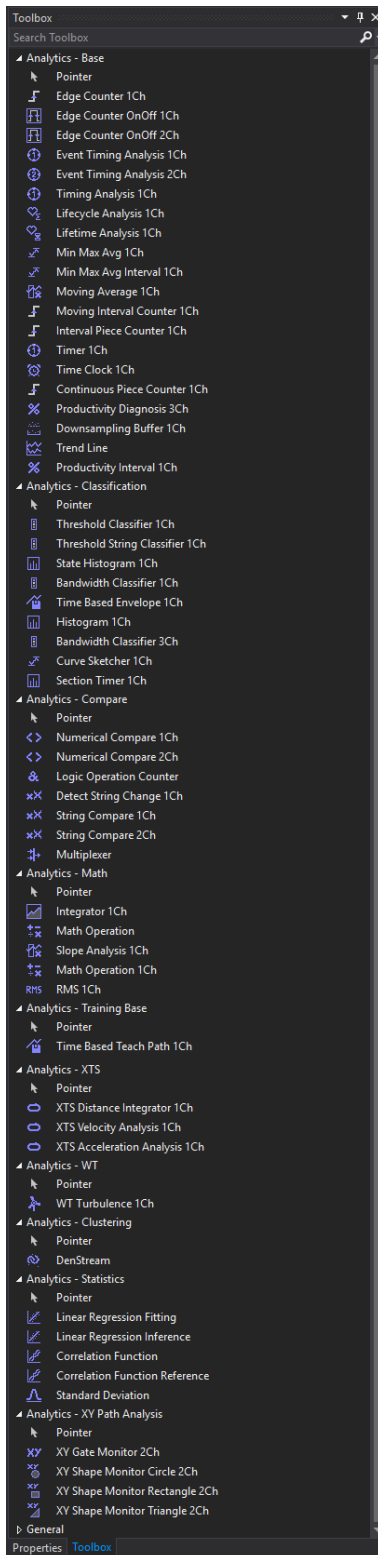 Toolbox
Search Toolbox
Analytics - Base
Pointer
Edge Counter 1Ch
Edge Counter OnOff 1Ch
Edge Counter OnOff 2Ch
Event Timing Analysis 1Ch
Event Timing Analysis 2Ch
Timing Analysis 1Ch
Lifecycle Analysis 1Ch
Lifetime Analysis 1Ch
Min Max Avg 1Ch
Min Max Avg Interval 1Ch
Moving Average 1Ch
Moving Interval Counter 1Ch
Interval Piece Counter 1Ch
Timer 1Ch
Time Clock 1Ch
Continuous Piece Counter 1Ch
Productivity Diagnosis 3Ch
Downsampling Buffer 1Ch
Trend Line
Productivity Interval 1Ch
Analytics - Classification
Pointer
Threshold Classifier 1Ch
Threshold String Classifier 1Ch
State Histogram 1Ch
Bandwidth Classifier 1Ch
Time Based Envelope 1Ch
Histogram 1Ch
Bandwidth Classifier 3Ch
Curve Sketcher 1Ch
Section Timer 1Ch
Analytics - Compare
Pointer
Numerical Compare 1Ch
Numerical Compare 2Ch
Logic Operation Counter
Detect String Change 1Ch
String Compare 1Ch
String Compare 2Ch
Multiplexer
Analytics - Math
Pointer
Integrator 1Ch
Math Operation
Slope Analysis 1Ch
Math Operation 1Ch
RMS RMS 1Ch
Analytics - Training Base
Pointer
Time Based Teach Path 1Ch
Analytics - XTS
Pointer
XTS Distance Integrator 1Ch
XTS Velocity Analysis 1Ch
XTS Acceleration Analysis 1Ch
Analytics - WT
Pointer
WT Turbulence 1Ch
Analytics - Clustering
Pointer
DenStream
Analytics - Statistics
Pointer
Linear Regression Fitting
Linear Regression Inference
Correlation Function
Correlation Function Reference
Standard Deviation
Analytics - XY Path Analysis
Pointer
XY XY Gate Monitor 2Ch
XY XY Shape Monitor Circle 2Ch
XY XY Shape Monitor Rectangle 2Ch
XY XY Shape Monitor Triangle 2Ch
General
Properties Toolbox